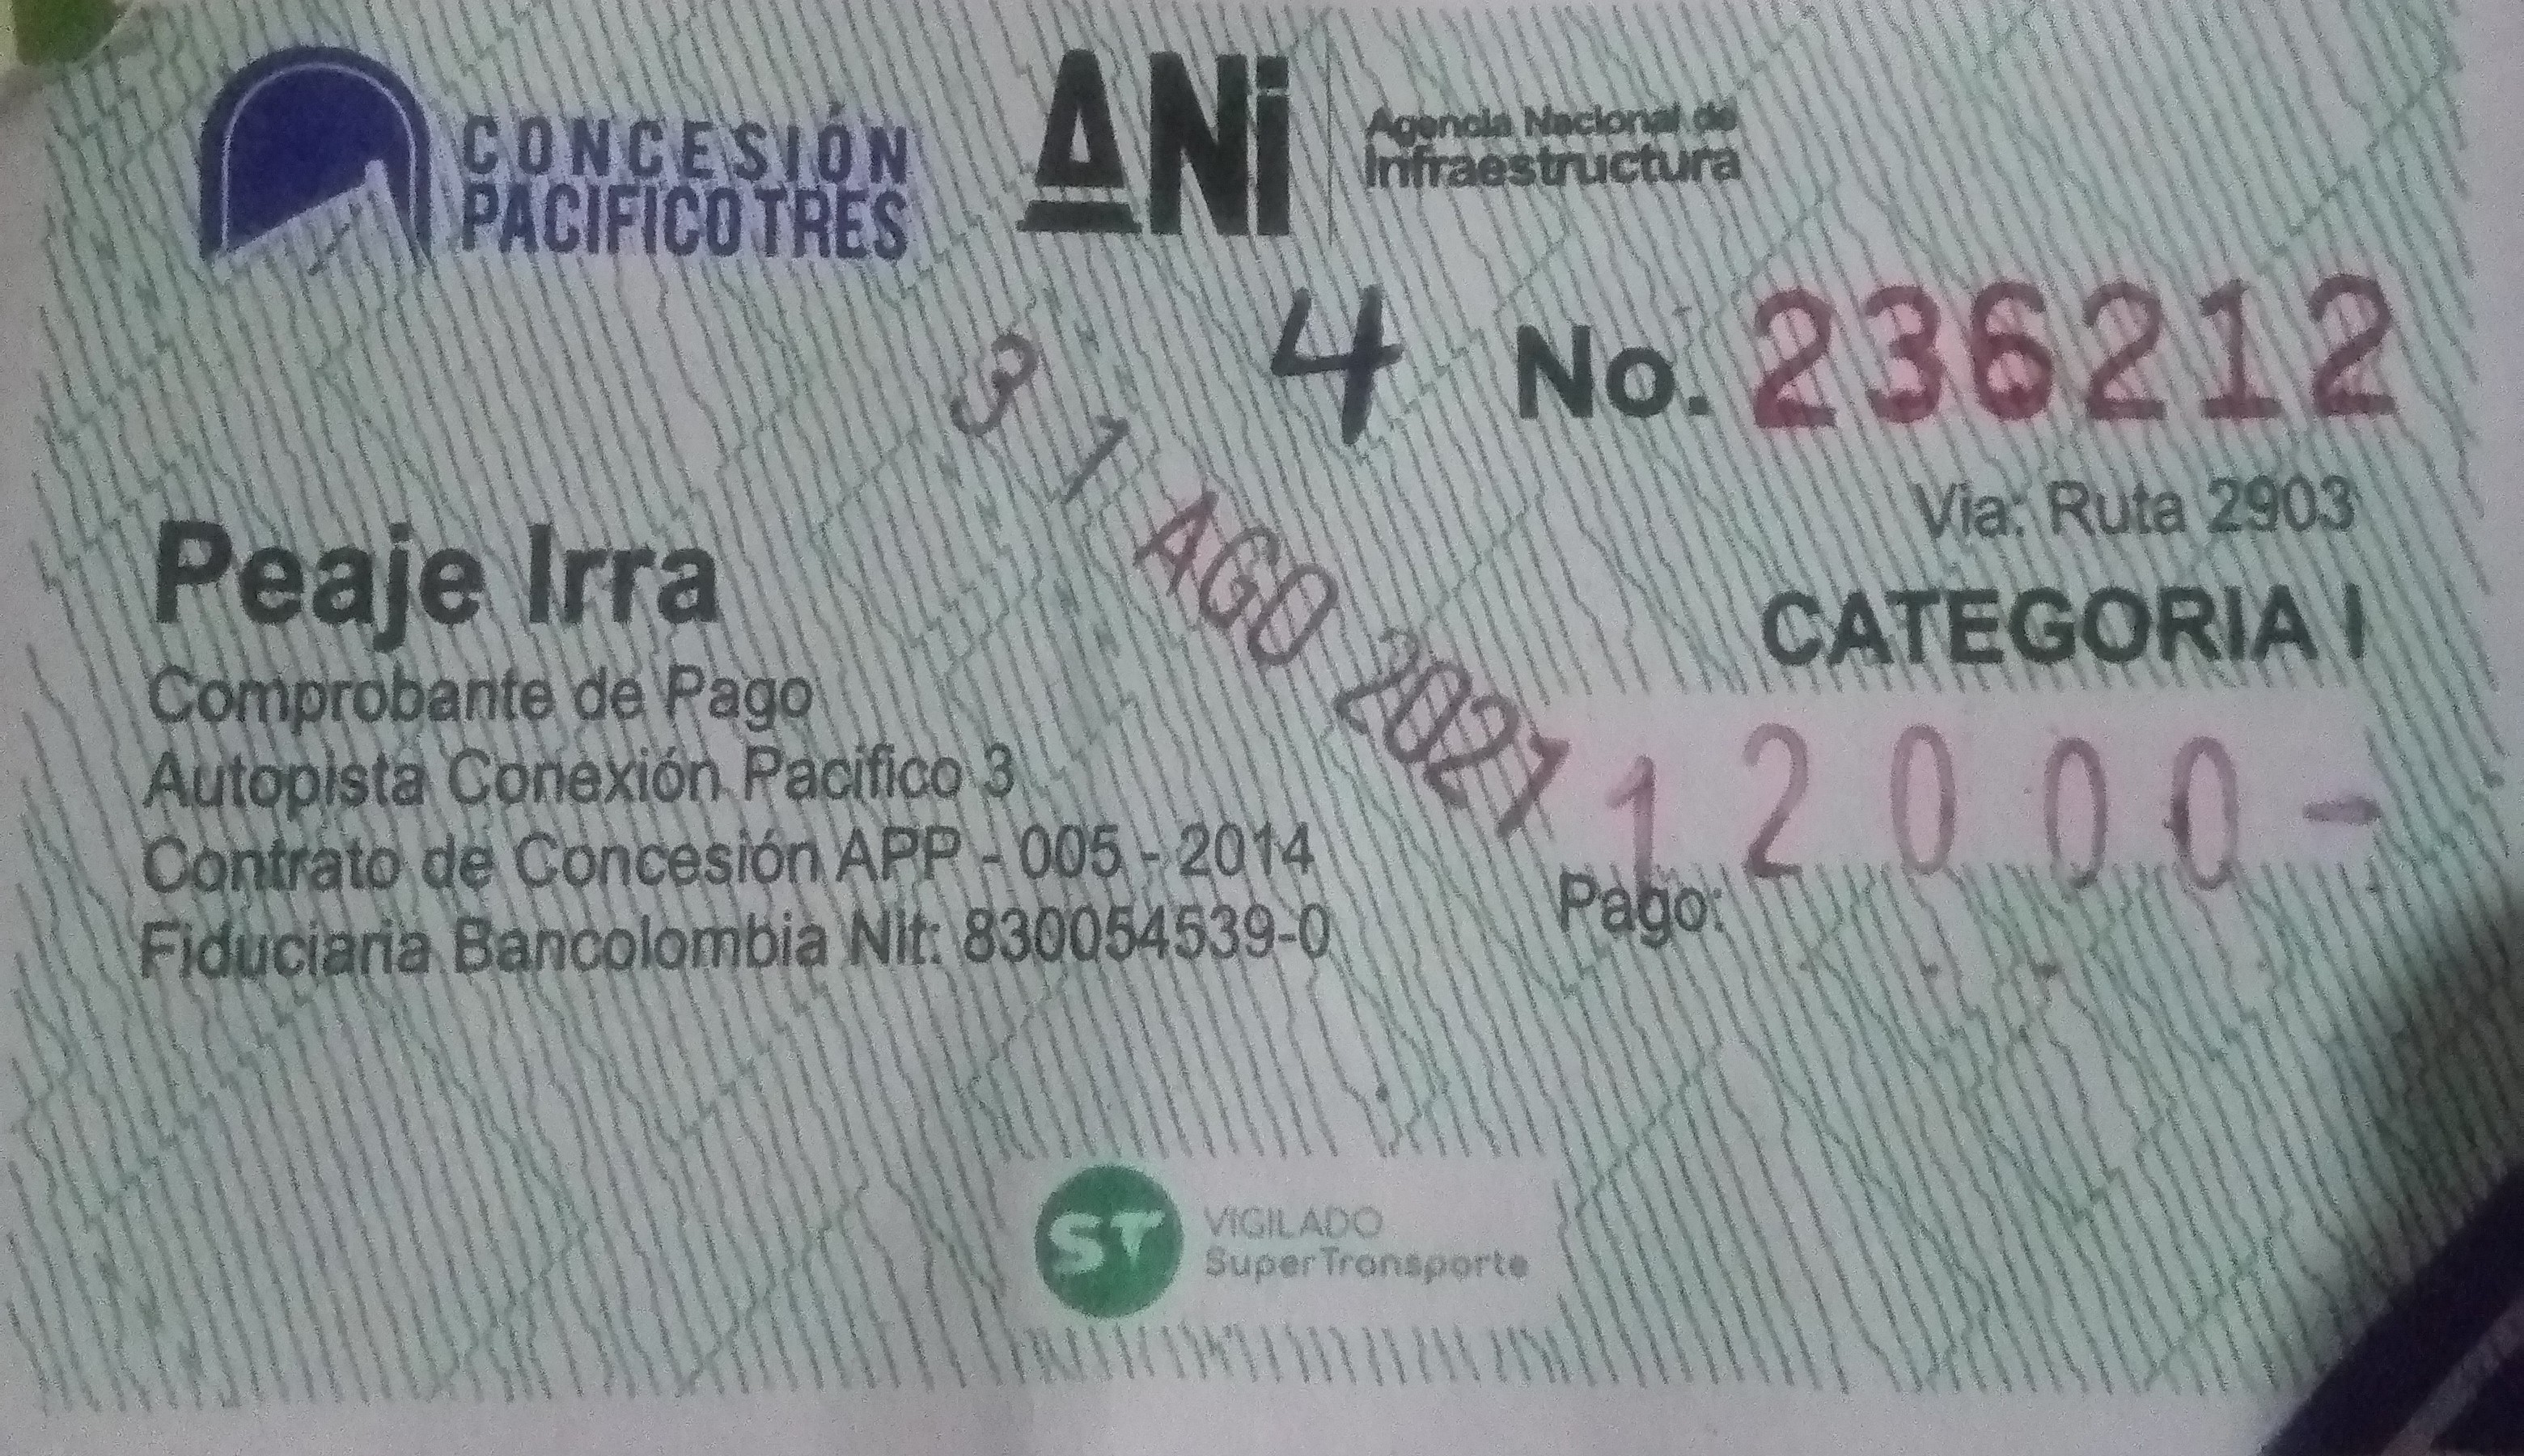 CONCESIÓN
PACIFICO TRES
ANi
Agencia Nacional de
Infraestructura
4
No. 236212
31 AGO 2021
Via: Ruta 2903
CATEGORIA I
Peaje Irra
Comprobante de Pago
Autopista Conexión Pacifico 3
Contrato de Concesión APP - 005 - 2014
Fiduciaria Bancolombia Nit: 830054539-0
12000-
Pago:
ST
VIGILADO
SuperTransporte